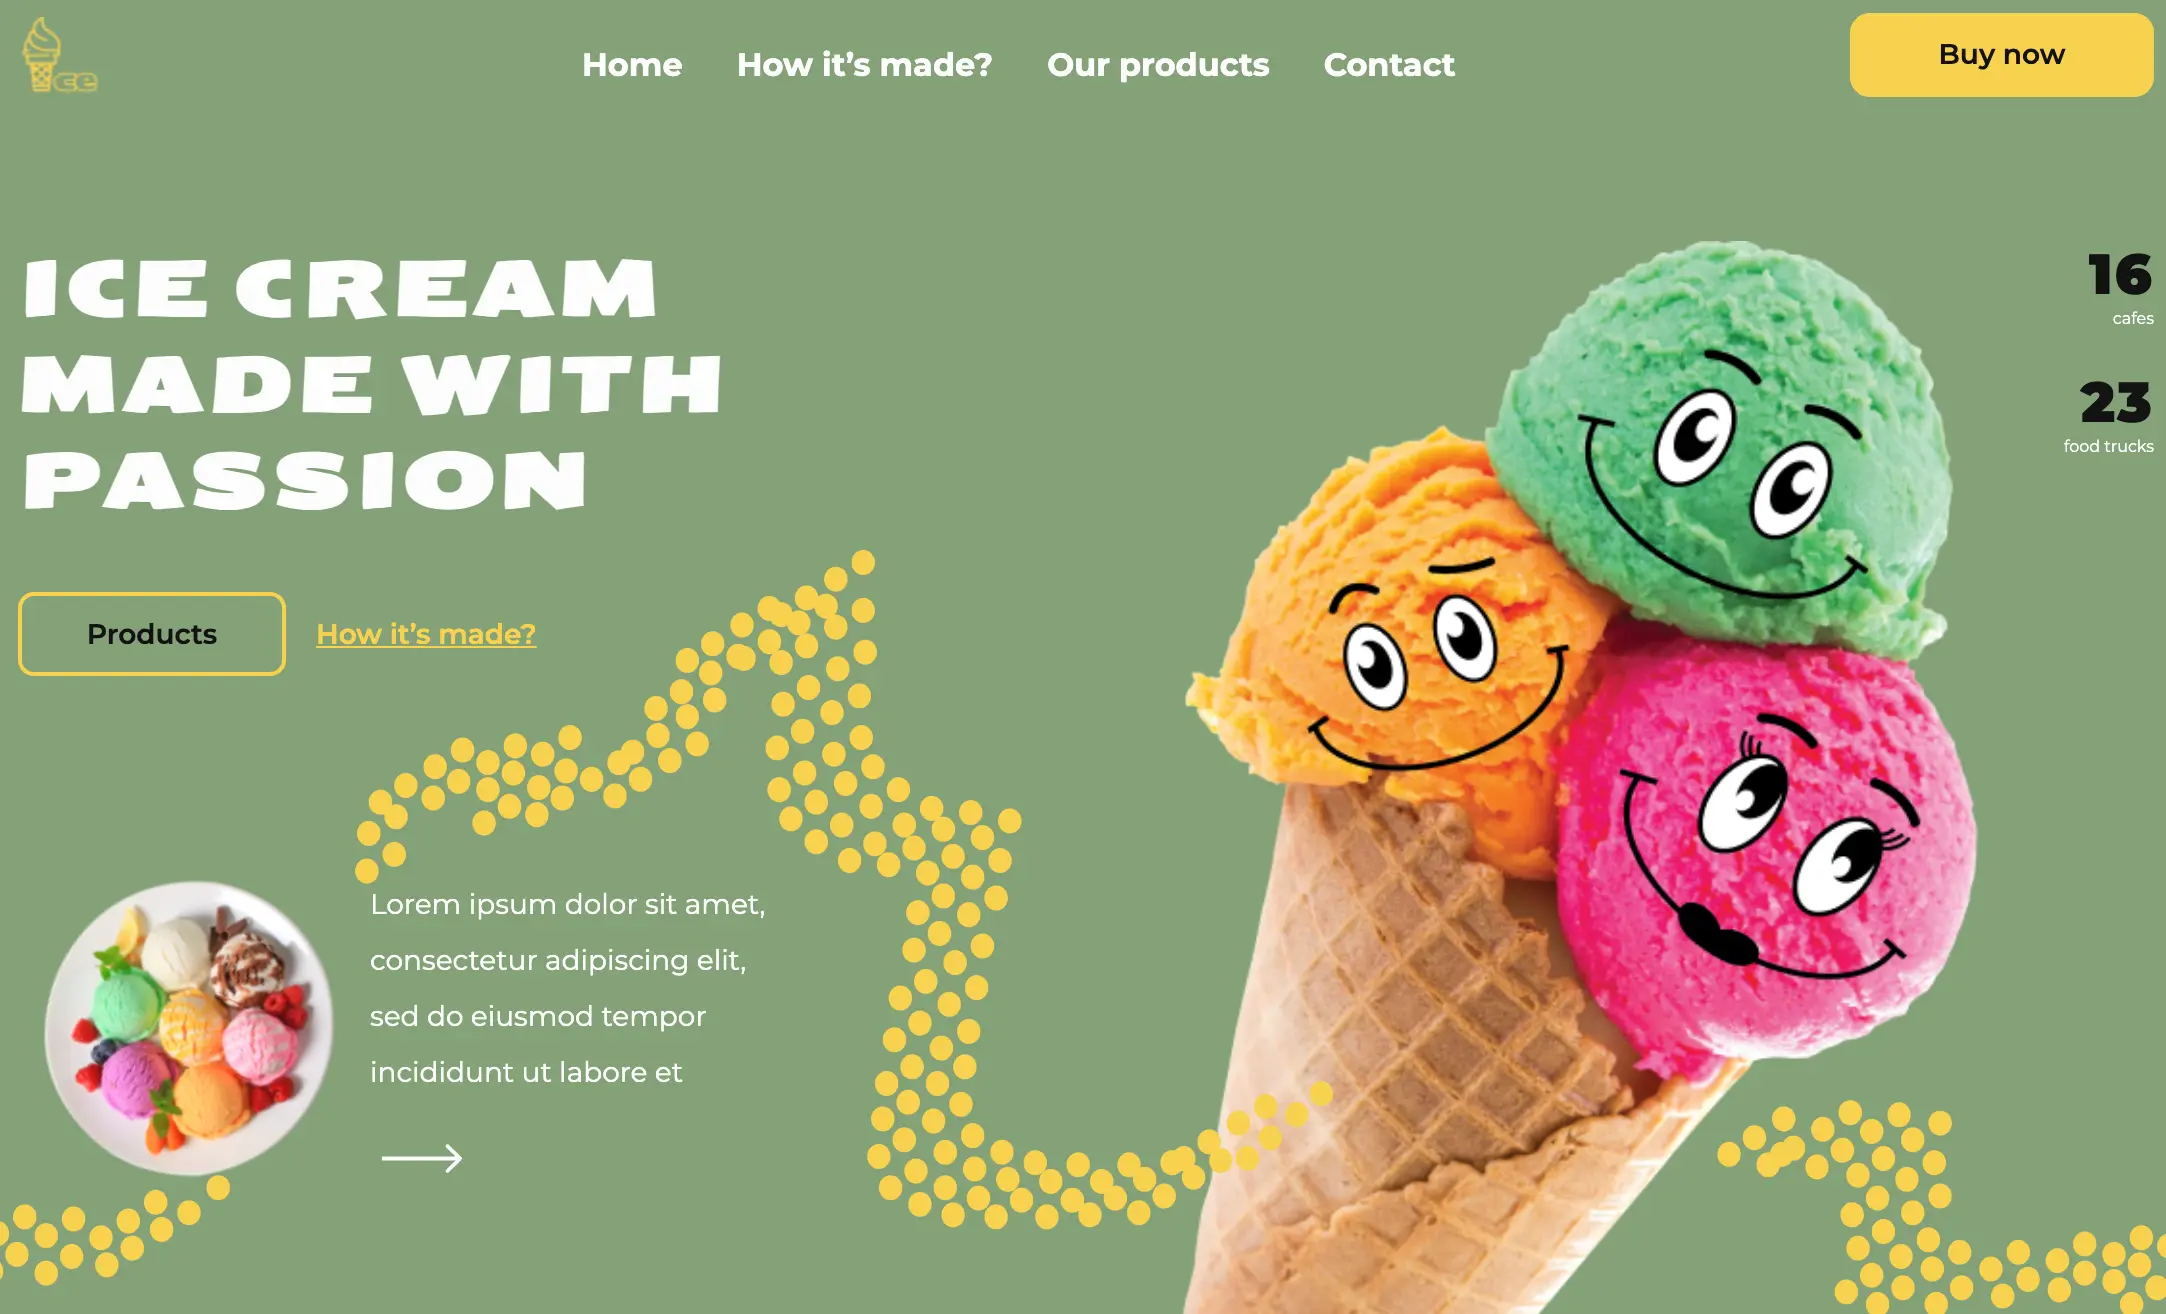 ce
Home
How it's made?
Our products
Contact
Buy now
ICE CREAM
MADE WITH
PASSION
16
cafes
23
food trucks
Products
How it's made?
Lorem ipsum dolor sit amet,
consectetur adipiscing elit,
sed do eiusmod tempor
incididunt ut labore et